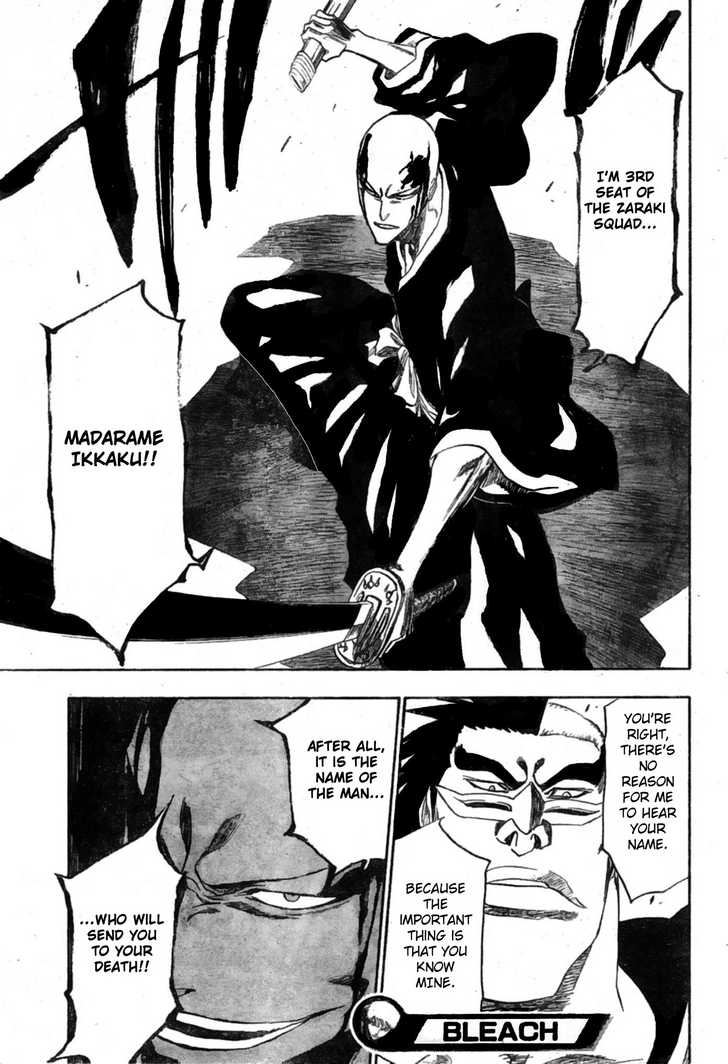 I'M 3RD
SEAT OF
THE ZARAKI
SQUAD...
MADARAME
IKKAKU!!
YOU'RE
RIGHT,
THERE'S
NO
REASON
FOR ME
TO HEAR
YOUR
NAME.
BECAUSE
THE
IMPORTANT
THING IS
THAT YOU
KNOW
MINE.
AFTER ALL,
IT IS THE
NAME OF
THE MAN...
...WHO WILL
SEND YOU
TO YOUR
DEATH!!
BLEACH